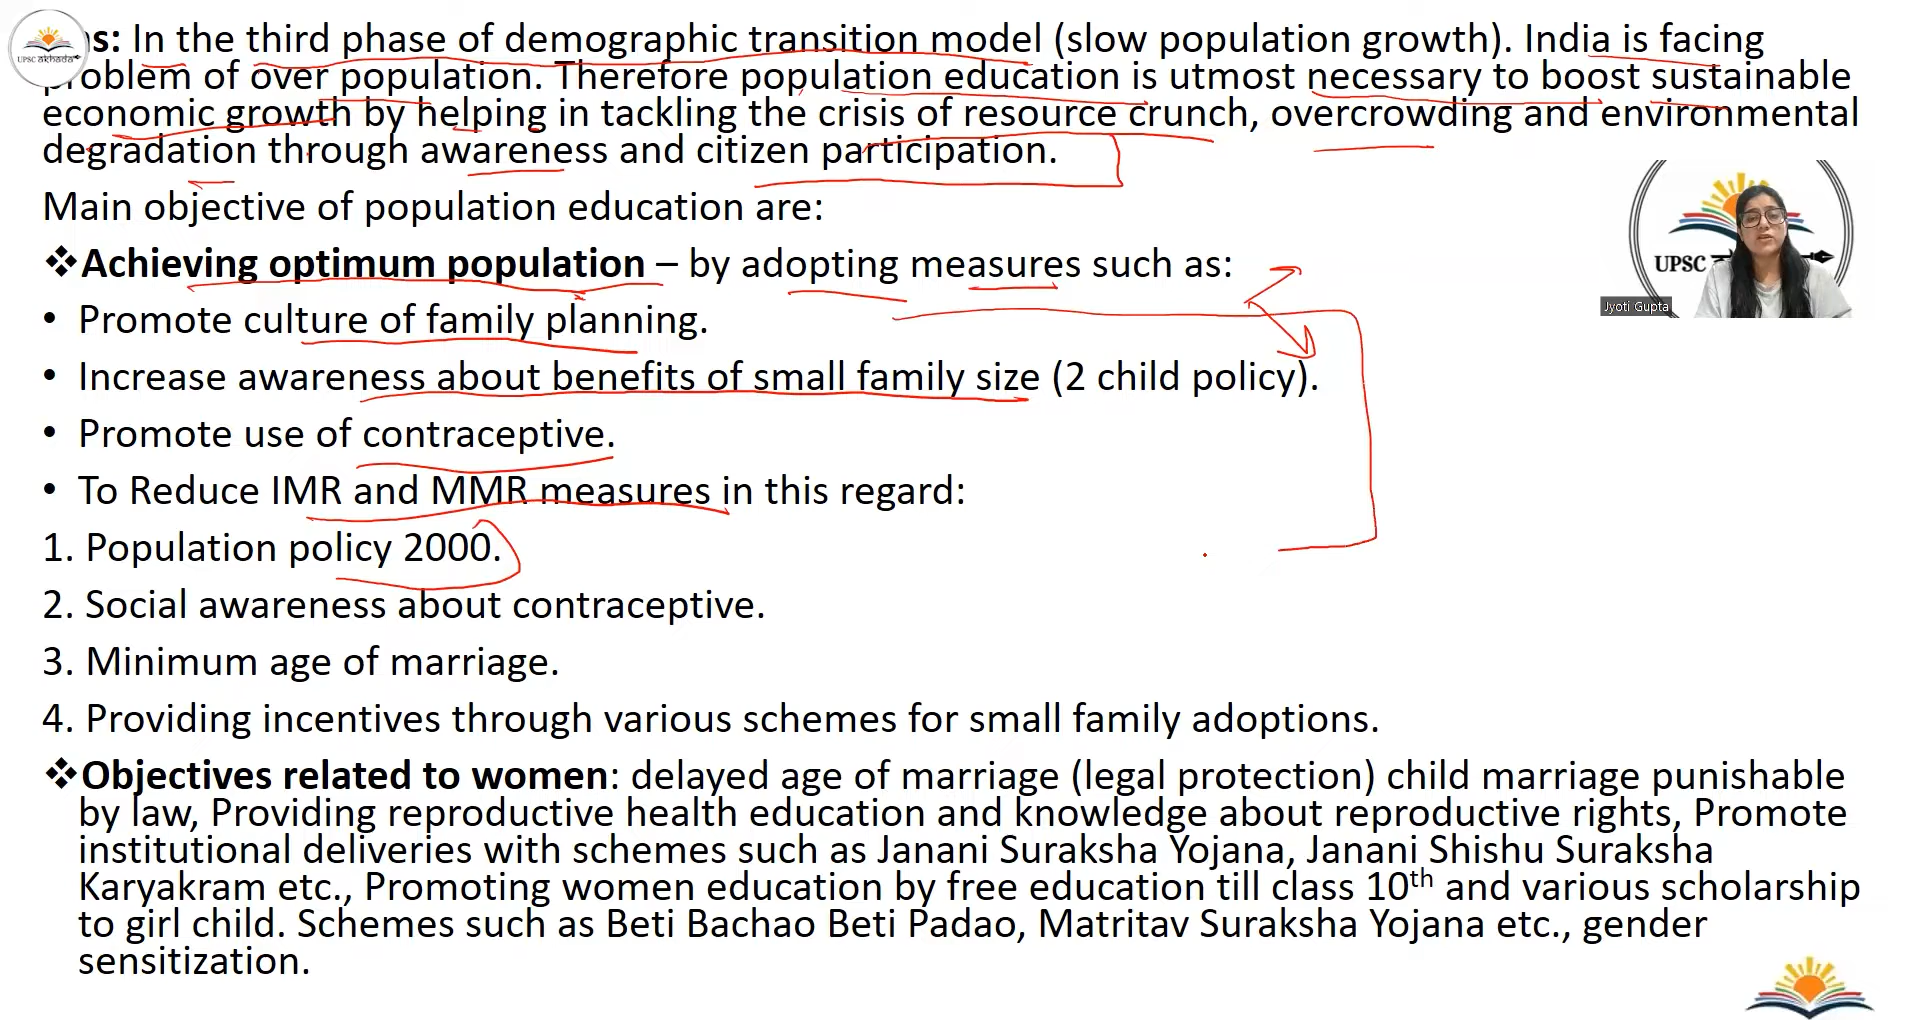 ns: In the third phase of demographic transition model (slow population growth). India is facing
problem of over population. Therefore population education is utmost necessary to boost sustainable
economic growth by helping in tackling the crisis of resource crunch, overcrowding and environmental
degradation through awareness and citizen participation.
Main objective of population education are:
❖Achieving optimum population – by adopting measures such as:
• Promote culture of family planning.
• Increase awareness about benefits of small family size (2 child policy).
• Promote use of contraceptive.
• To Reduce IMR and MMR measures in this regard:
1. Population policy 2000.
2. Social awareness about contraceptive.
3. Minimum age of marriage.
4. Providing incentives through various schemes for small family adoptions.
❖Objectives related to women: delayed age of marriage (legal protection) child marriage punishable
by law, Providing reproductive health education and knowledge about reproductive rights, Promote
institutional deliveries with schemes such as Janani Suraksha Yojana, Janani Shishu Suraksha
Karyakram etc., Promoting women education by free education till class 10th and various scholarship
to girl child. Schemes such as Beti Bachao Beti Padao, Matritav Suraksha Yojana etc., gender
sensitization.
UPSC
Jyoti Gupta